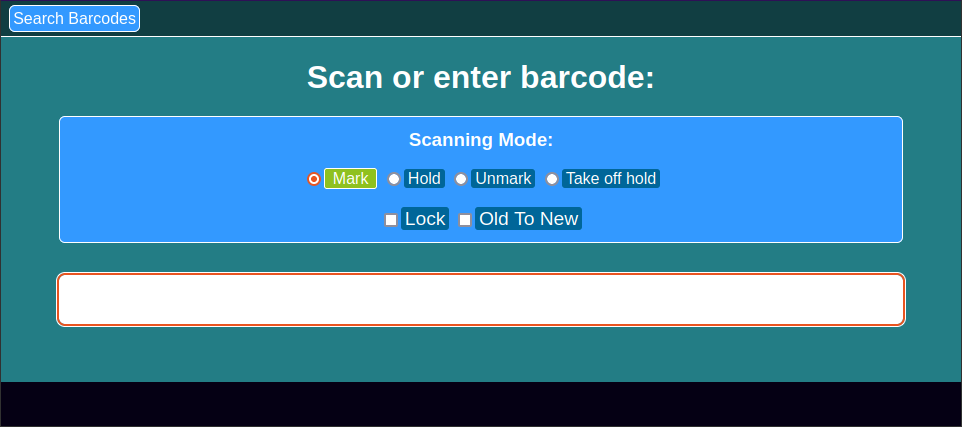 Search Barcodes
Scan or enter barcode:
Scanning Mode:
Mark Hold Unmark Take off hold
Lock Old To New